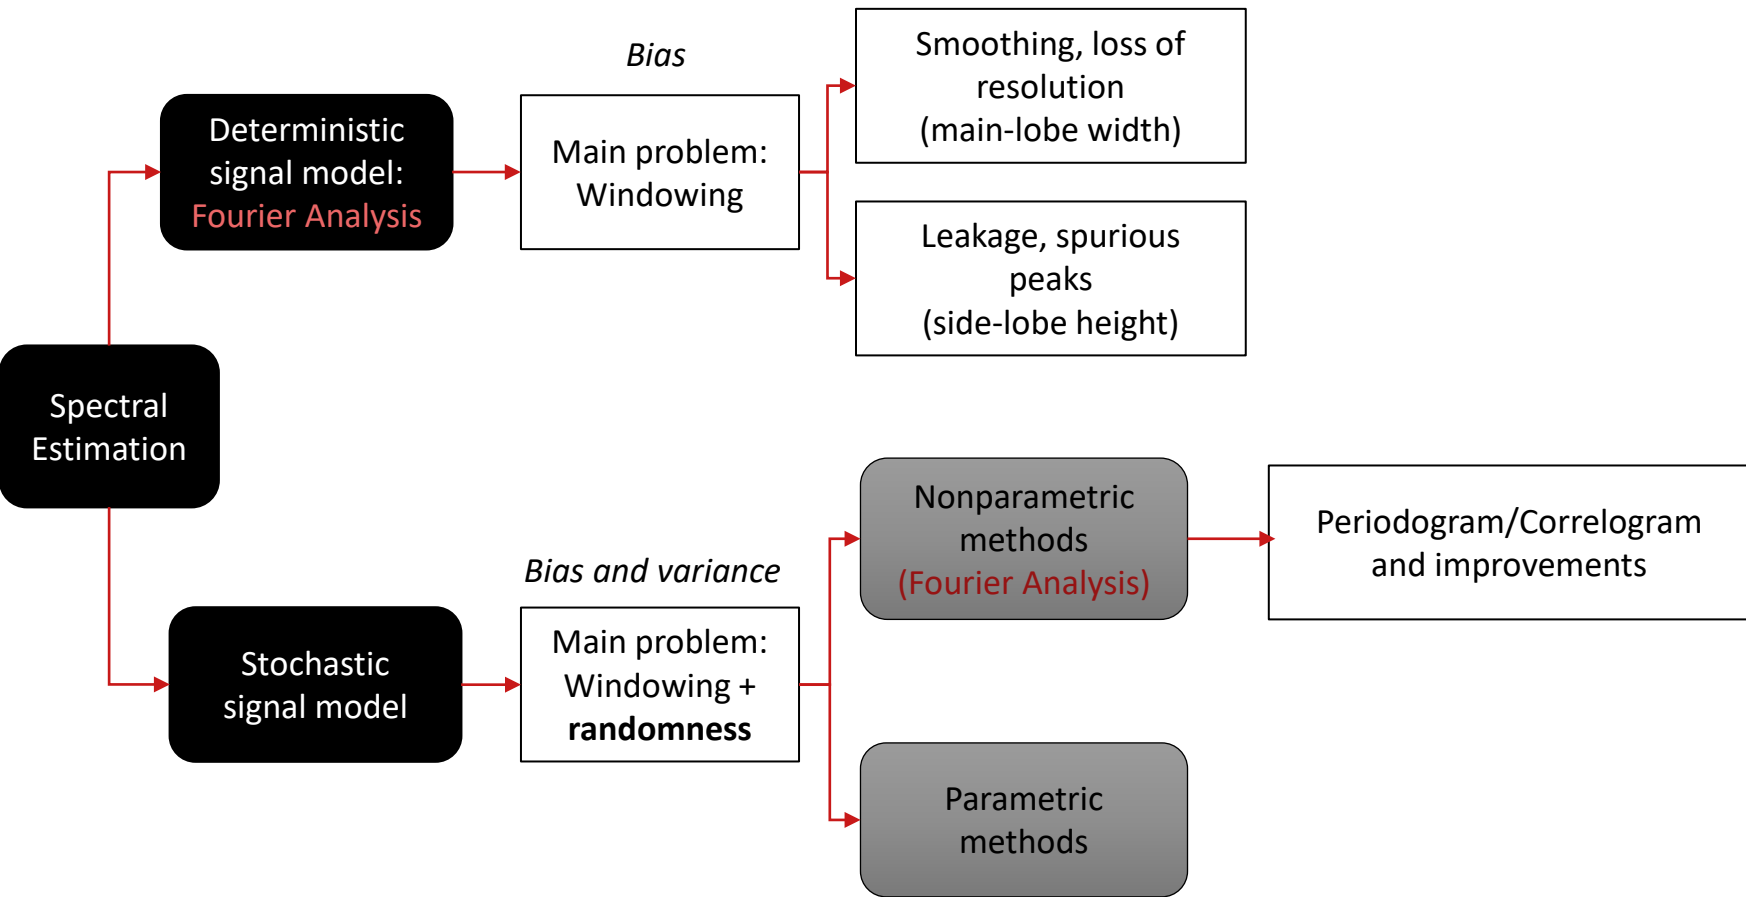 Bias
Smoothing, loss of
resolution
(main-lobe width)
Deterministic
signal model:
Fourier Analysis
Main problem:
Windowing
Leakage, spurious
peaks
(side-lobe height)
Spectral
Estimation
Bias and variance
Nonparametric
methods
(Fourier Analysis)
Periodogram/Correlogram
and improvements
Stochastic
signal model
Main problem:
Windowing +
randomness
Parametric
methods